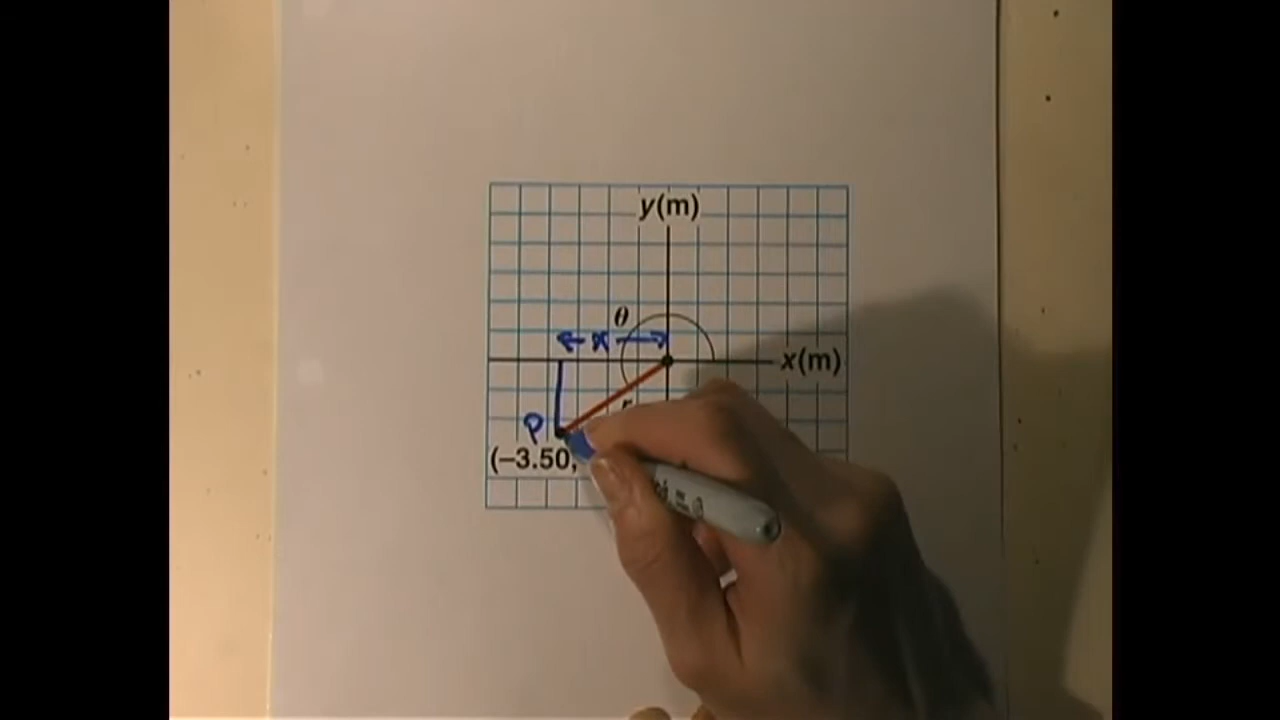 y(m)
θ
← x →
x(m)
r
P
(−3.50,